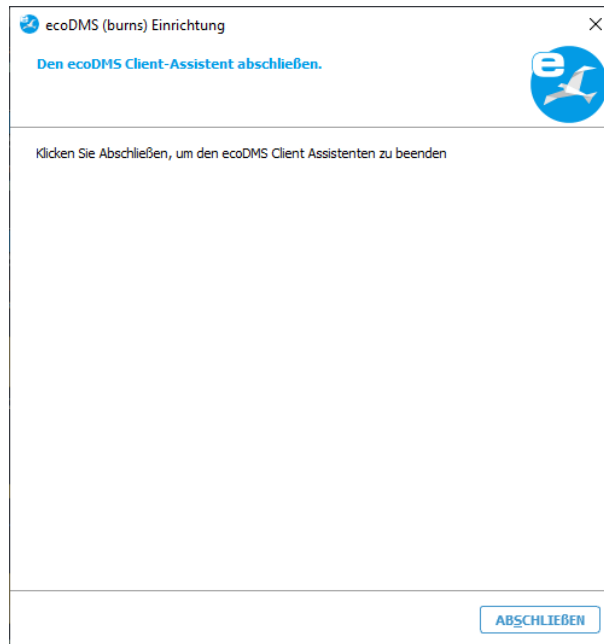 ecoDMS (burns) Einrichtung
Den ecoDMS Client-Assistent abschließen.
e
Klicken Sie Abschließen, um den ecoDMS Client Assistenten zu beenden
ABSCHLIEẞEN